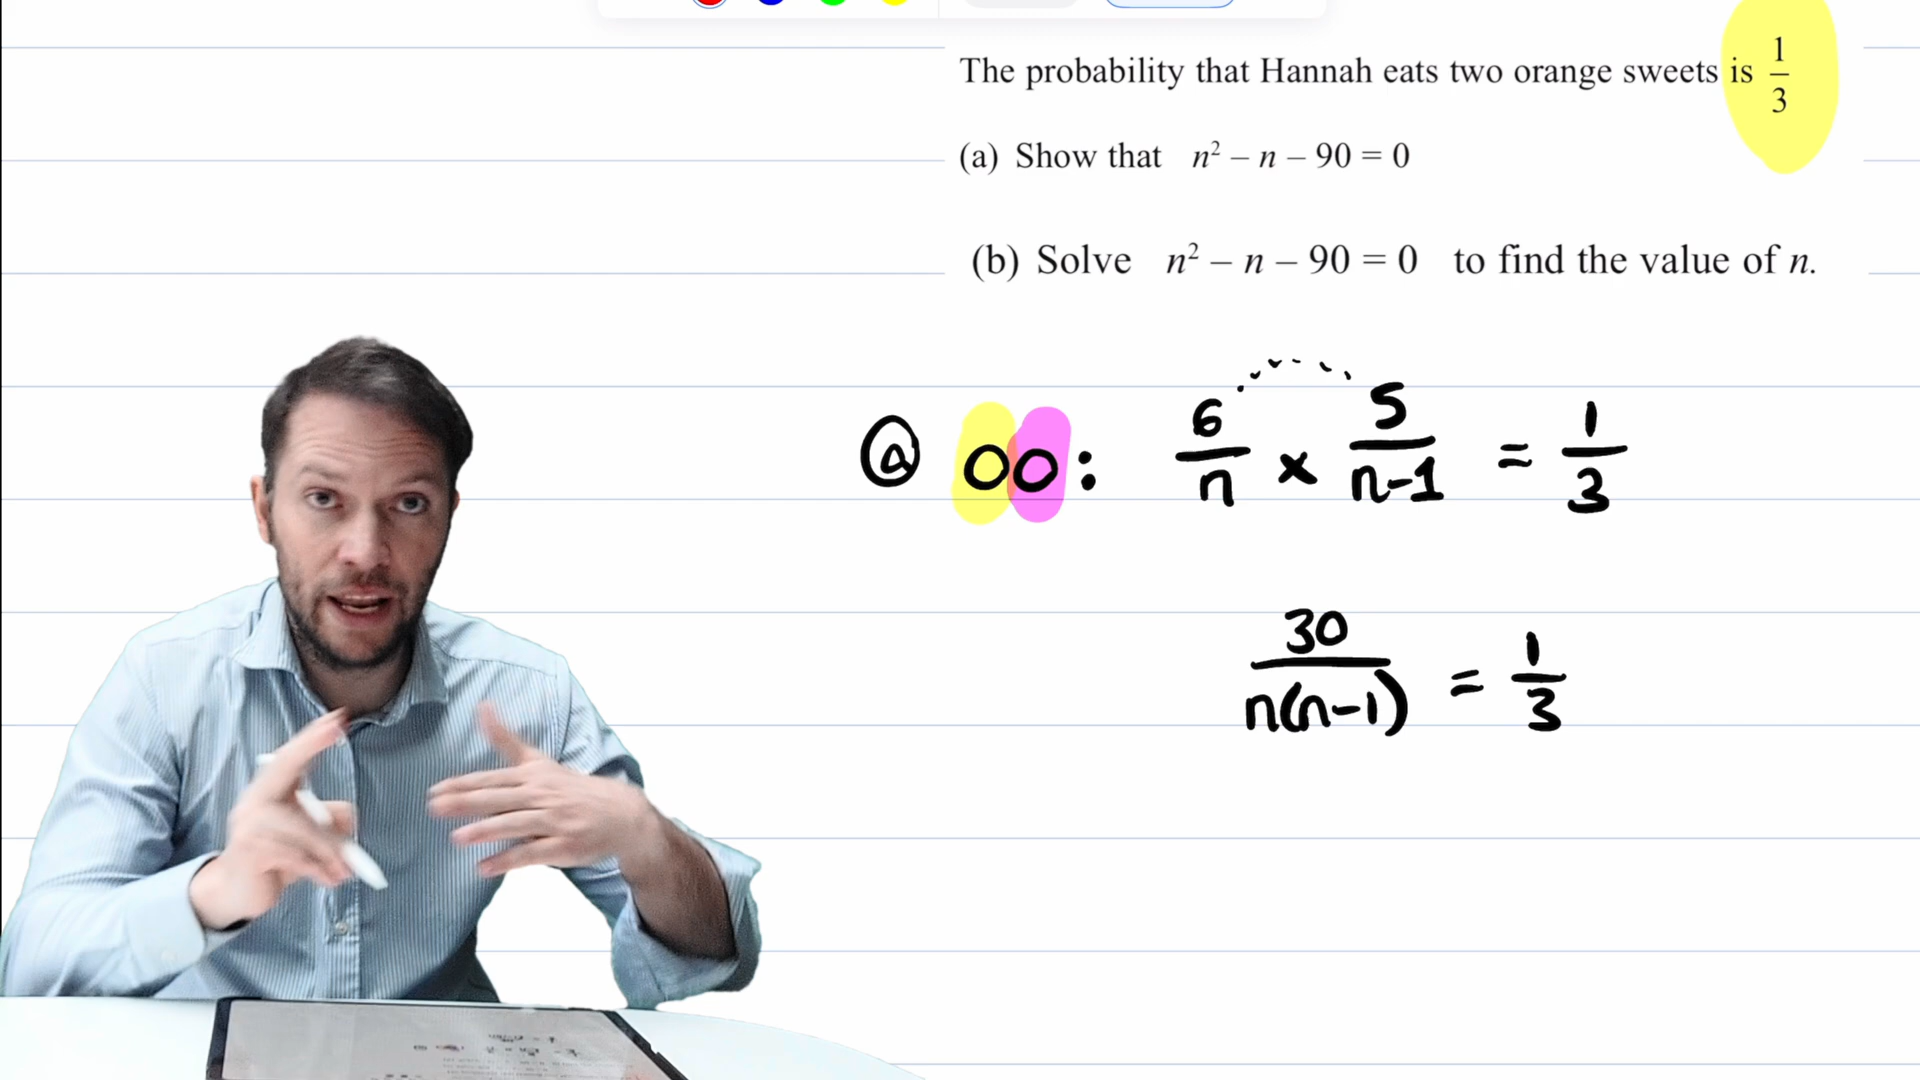 The probability that Hannah eats two orange sweets is 1/3
(a) Show that n² – n – 90 = 0
(b) Solve n² – n – 90 = 0 to find the value of n.
ⓐ OO: 6/n × 5/n-1 = 1/3
30/n(n-1) = 1/3